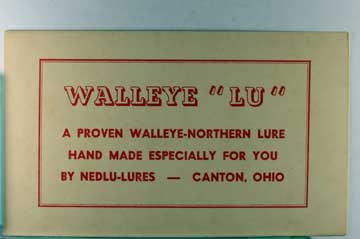 WALLEYE "LU"
A PROVEN WALLEYE-NORTHERN LURE
HAND MADE ESPECIALLY FOR YOU
BY NEDLU-LURES — CANTON, OHIO